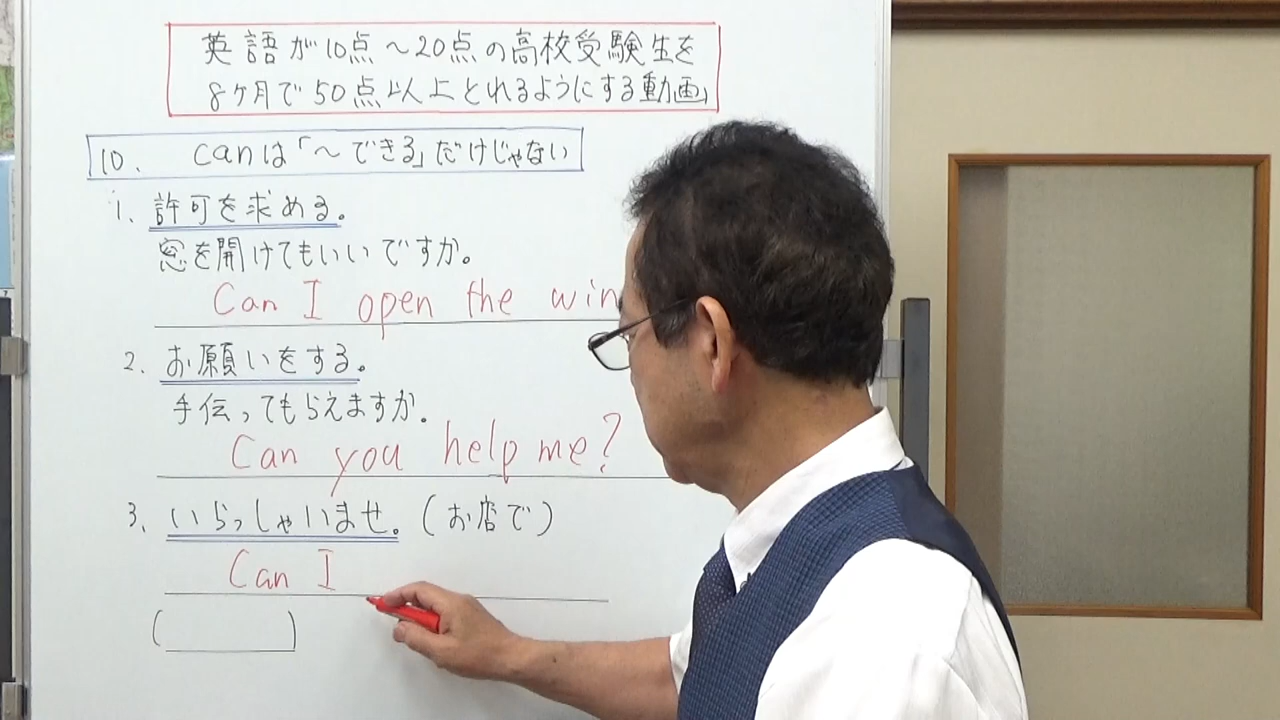 英語が10点～20点の高校受験生を
8ヶ月で50点以上とれるようにする動画」
10. canは「～できる」だけじゃない
1、許可を求める。
窓を開けてもいいですか。
Can I open the win
2、お願いをする。
手伝ってもらえますか。
Can you help me?
3、いらっしゃいませ。(お店で)
Can I
( )